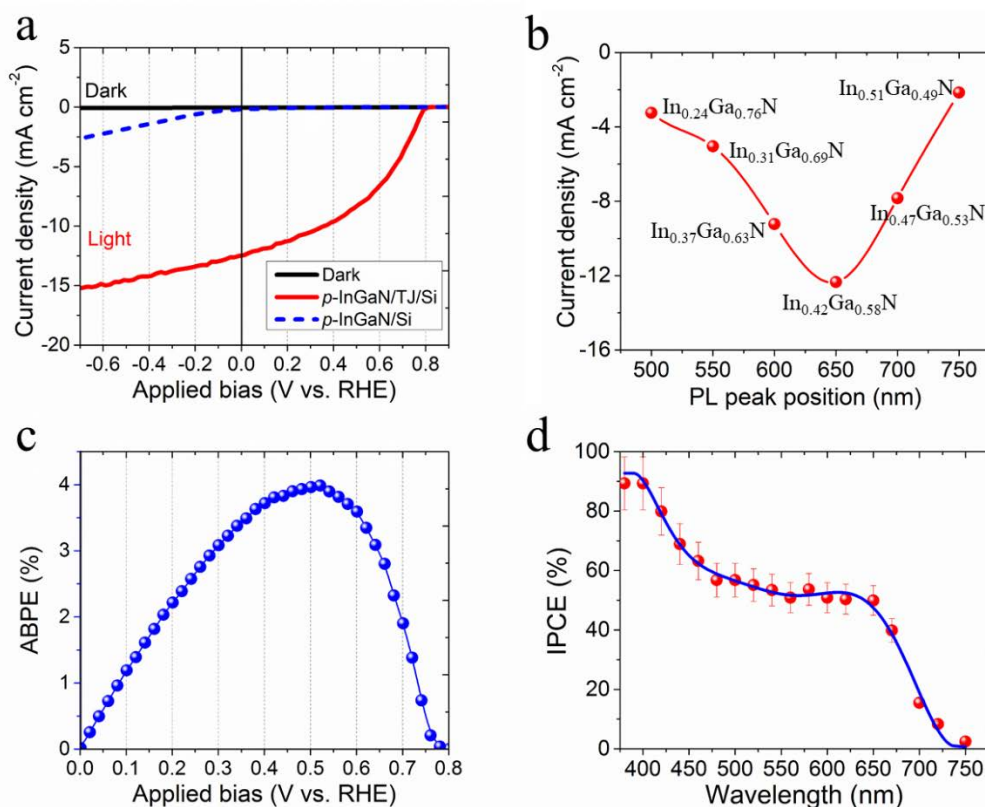 a
Current density (mA cm⁻²)
5
0
-5
-10
-15
-20
Dark
Light
Dark
p-InGaN/TJ/Si
p-InGaN/Si
-0.6 -0.4 -0.2 0.0 0.2 0.4 0.6 0.8
Applied bias (V vs. RHE)
b
Current density (mA cm⁻²)
0
-4
-8
-12
-16
In₀.₂₄Ga₀.₇₆N
In₀.₅₁Ga₀.₄₉N
In₀.₃₁Ga₀.₆₉N
In₀.₃₇Ga₀.₆₃N
In₀.₄₇Ga₀.₅₃N
In₀.₄₂Ga₀.₅₈N
500 550 600 650 700 750
PL peak position (nm)
c
ABPE (%)
4
3
2
1
0
0.0 0.1 0.2 0.3 0.4 0.5 0.6 0.7 0.8
Applied bias (V vs. RHE)
d
IPCE (%)
100
80
60
40
20
0
400 450 500 550 600 650 700 750
Wavelength (nm)